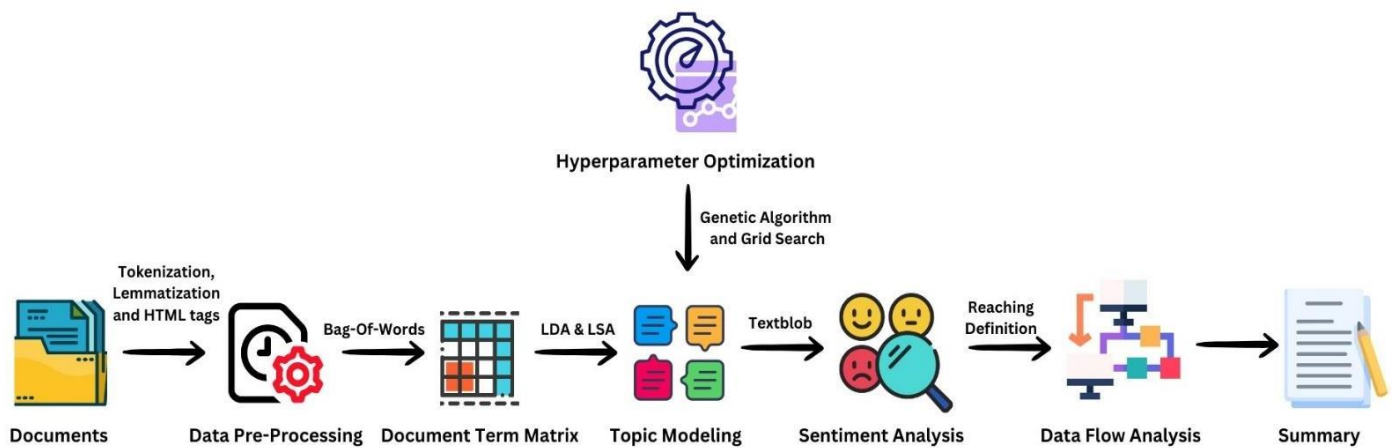 Hyperparameter Optimization
Genetic Algorithm
and Grid Search
Tokenization,
Lemmatization
and HTML tags
Bag-Of-Words
LDA & LSA
Textblob
Reaching
Definition
Documents
Data Pre-Processing
Document Term Matrix
Topic Modeling
Sentiment Analysis
Data Flow Analysis
Summary